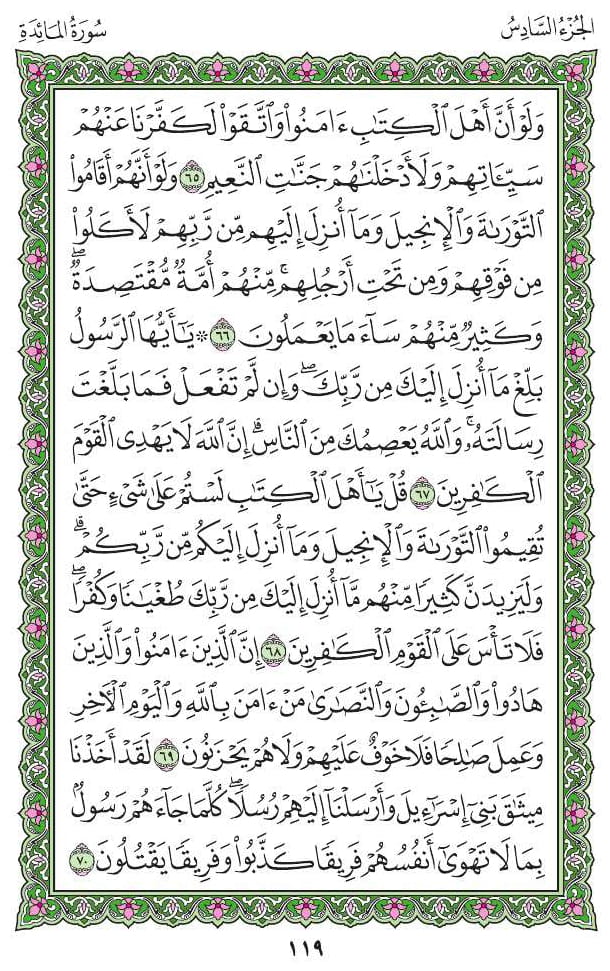 الجُزْءُ السَّادِسُ
سُورَةُ المَائِدَةِ
وَلَوۡ أَنَّ أَهۡلَ ٱلۡكِتَٰبِ ءَامَنُواْ وَٱتَّقَوۡاْ لَكَفَّرۡنَا عَنۡهُمۡ
سَيِّـَٔاتِهِمۡ وَلَأَدۡخَلۡنَٰهُمۡ جَنَّٰتِ ٱلنَّعِيمِ ٦٥ وَلَوۡ أَنَّهُمۡ أَقَامُواْ
ٱلتَّوۡرَىٰةَ وَٱلۡإِنجِيلَ وَمَآ أُنزِلَ إِلَيۡهِم مِّن رَّبِّهِمۡ لَأَكَلُواْ
مِن فَوۡقِهِمۡ وَمِن تَحۡتِ أَرۡجُلِهِمۚ مِّنۡهُمۡ أُمَّةٞ مُّقۡتَصِدَةٞۖ
وَكَثِيرٞ مِّنۡهُمۡ سَآءَ مَا يَعۡمَلُونَ ٦٦ ۞ يَٰٓأَيُّهَا ٱلرَّسُولُ
بَلِّغۡ مَآ أُنزِلَ إِلَيۡكَ مِن رَّبِّكَۖ وَإِن لَّمۡ تَفۡعَلۡ فَمَا بَلَّغۡتَ
رِسَالَتَهُۥۚ وَٱللَّهُ يَعۡصِمُكَ مِنَ ٱلنَّاسِۗ إِنَّ ٱللَّهَ لَا يَهۡدِي ٱلۡقَوۡمَ
ٱلۡكَٰفِرِينَ ٦٧ قُلۡ يَٰٓأَهۡلَ ٱلۡكِتَٰبِ لَسۡتُمۡ عَلَىٰ شَيۡءٍ حَتَّىٰ
تُقِيمُواْ ٱلتَّوۡرَىٰةَ وَٱلۡإِنجِيلَ وَمَآ أُنزِلَ إِلَيۡكُم مِّن رَّبِّكُمۡۗ
وَلَيَزِيدَنَّ كَثِيرٗا مِّنۡهُم مَّآ أُنزِلَ إِلَيۡكَ مِن رَّبِّكَ طُغۡيَٰنٗا وَكُفۡرٗاۖ
فَلَا تَأۡسَ عَلَى ٱلۡقَوۡمِ ٱلۡكَٰفِرِينَ ٦٨ إِنَّ ٱلَّذِينَ ءَامَنُواْ وَٱلَّذِينَ
هَادُواْ وَٱلصَّٰبِـُٔونَ وَٱلنَّصَٰرَىٰ مَنۡ ءَامَنَ بِٱللَّهِ وَٱلۡيَوۡمِ ٱلۡأٓخِرِ
وَعَمِلَ صَٰلِحٗا فَلَا خَوۡفٌ عَلَيۡهِمۡ وَلَا هُمۡ يَحۡزَنُونَ ٦٩ لَقَدۡ أَخَذۡنَا
مِيثَٰقَ بَنِيٓ إِسۡرَٰٓءِيلَ وَأَرۡسَلۡنَآ إِلَيۡهِمۡ رُسُلٗاۖ كُلَّمَا جَآءَهُمۡ رَسُولُۢ
بِمَا لَا تَهۡوَىٰٓ أَنفُسُهُمۡ فَرِيقٗا كَذَّبُواْ وَفَرِيقٗا يَقۡتُلُونَ ٧٠
١١٩